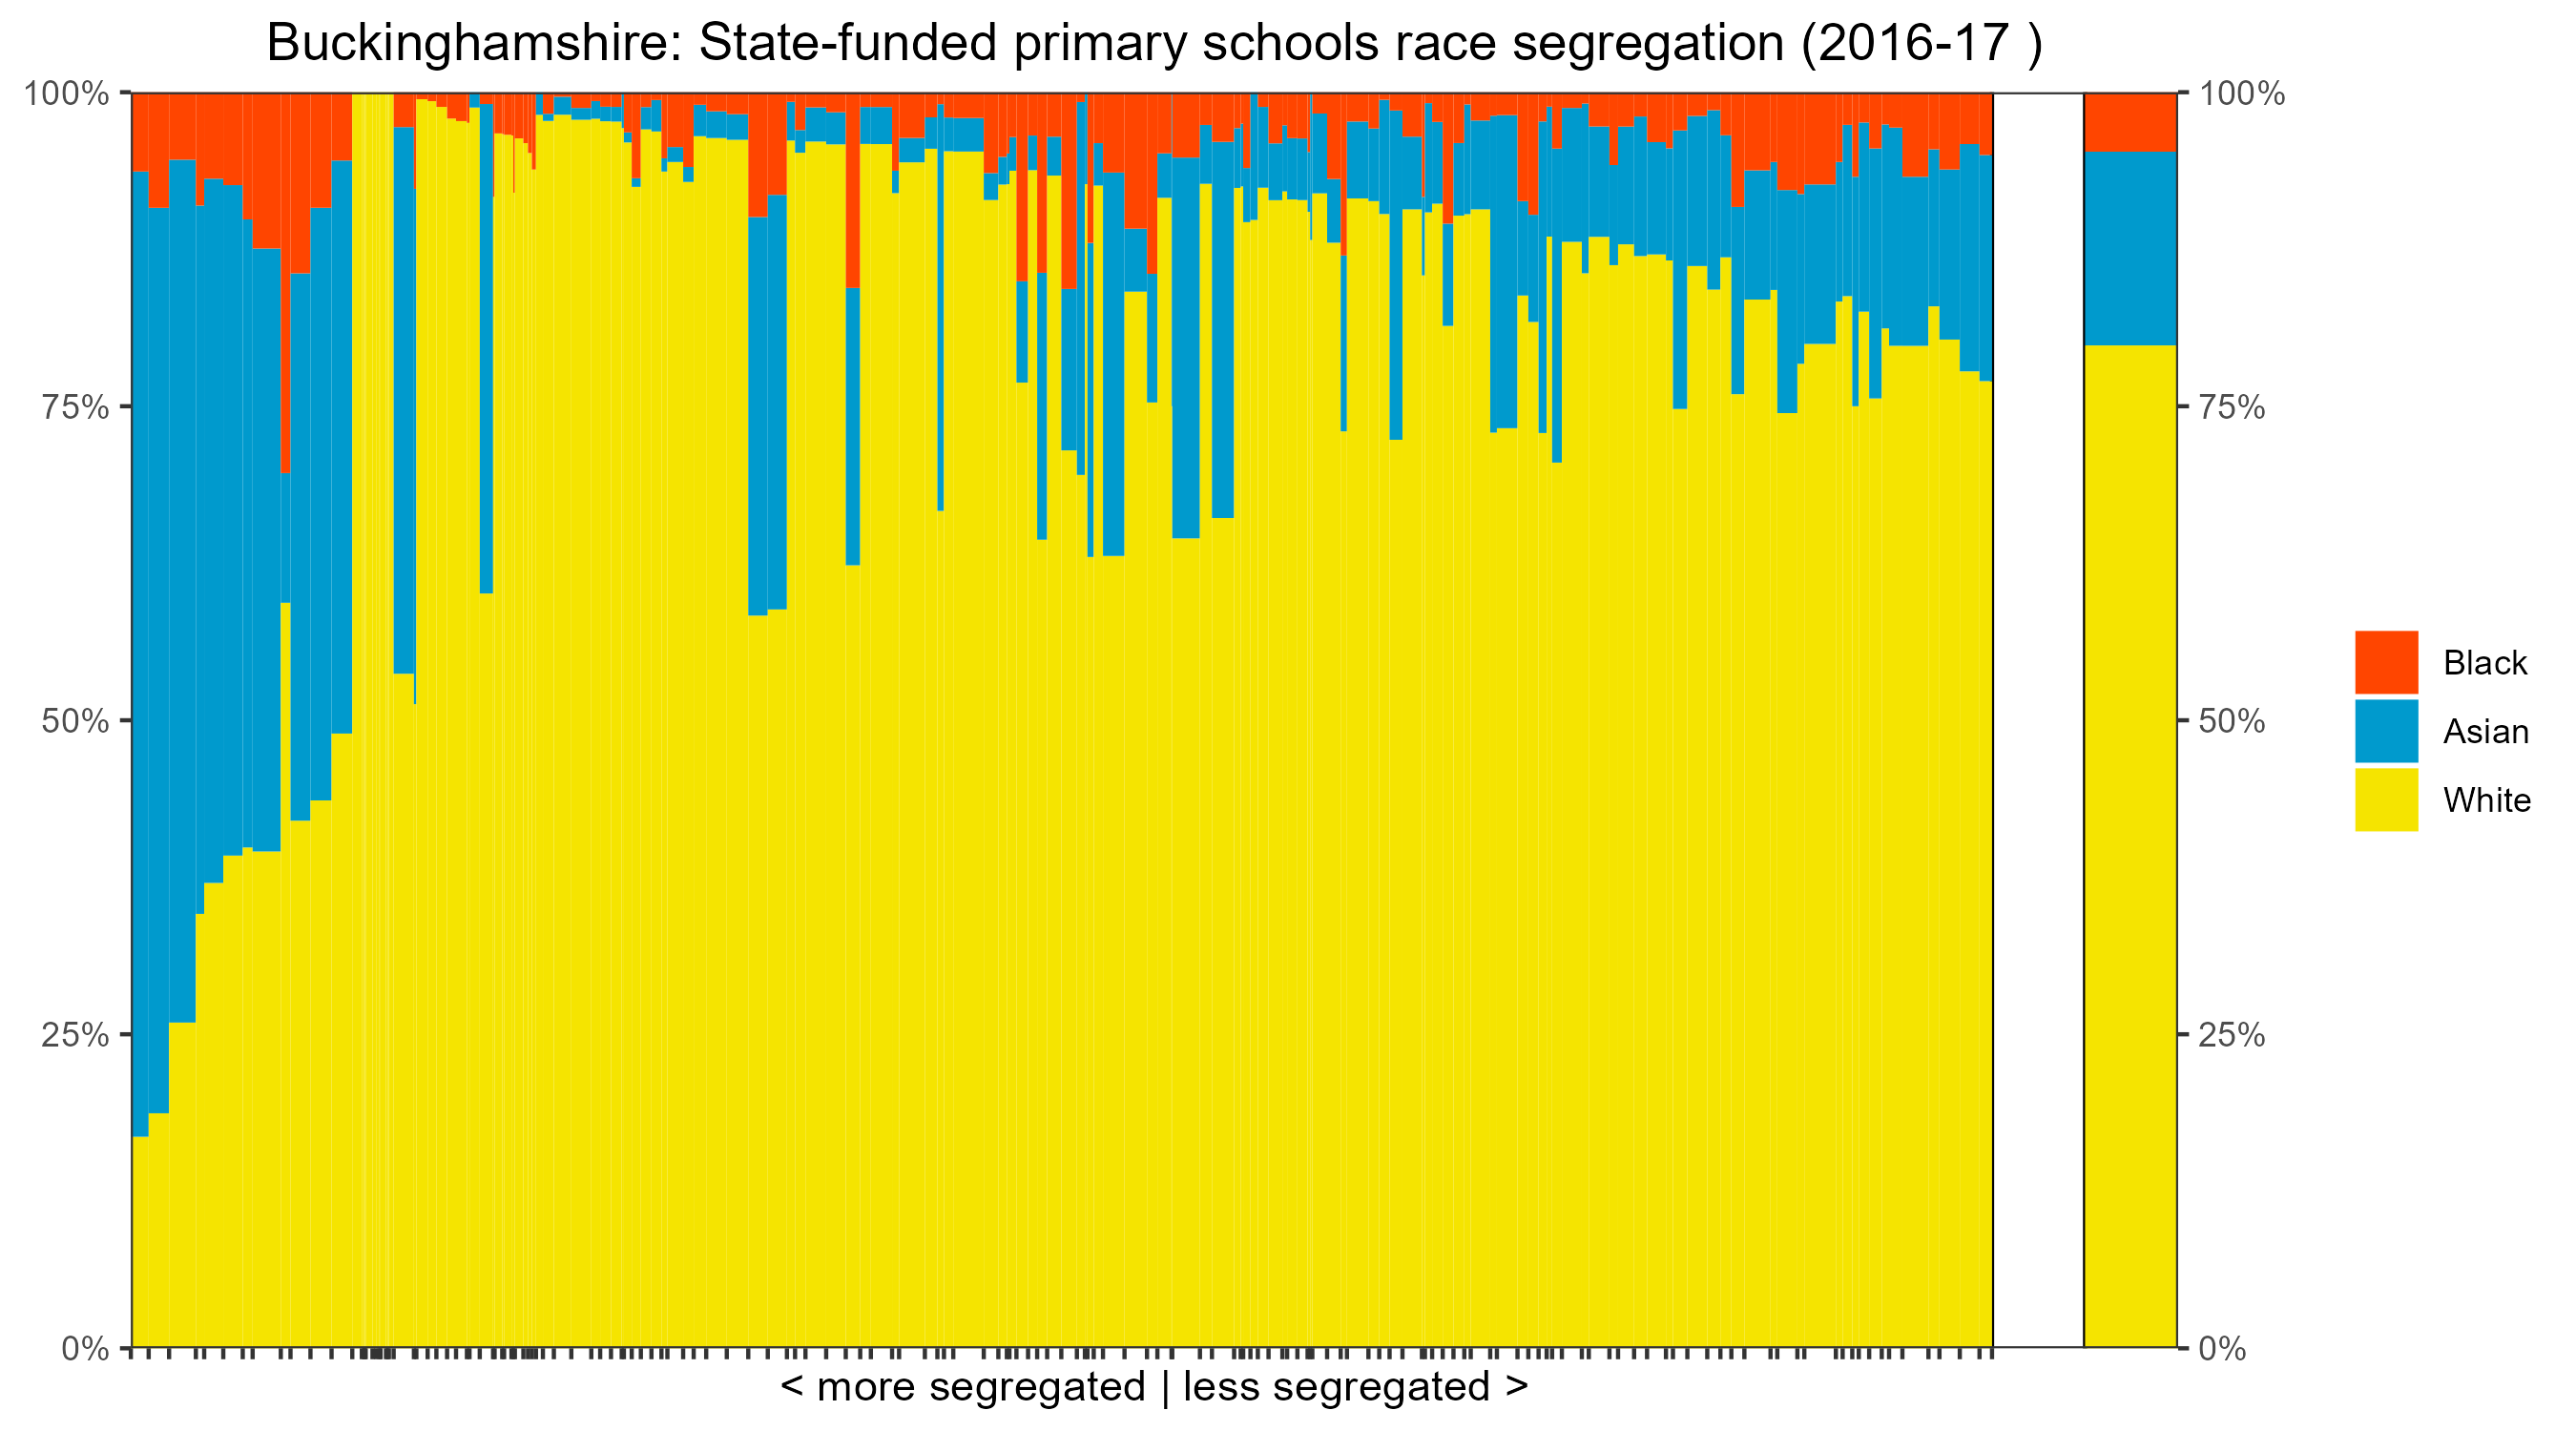 Buckinghamshire: State-funded primary schools race segregation (2016-17 )
100%
75%
50%
25%
0%
100%
75%
50%
25%
0%
Black
Asian
White
< more segregated | less segregated >